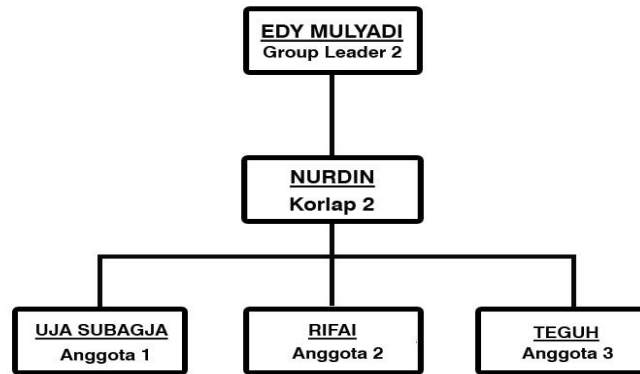 EDY MULYADI
Group Leader 2
NURDIN
Korlap 2
UJA SUBAGJA
Anggota 1
RIFAI
Anggota 2
TEGUH
Anggota 3